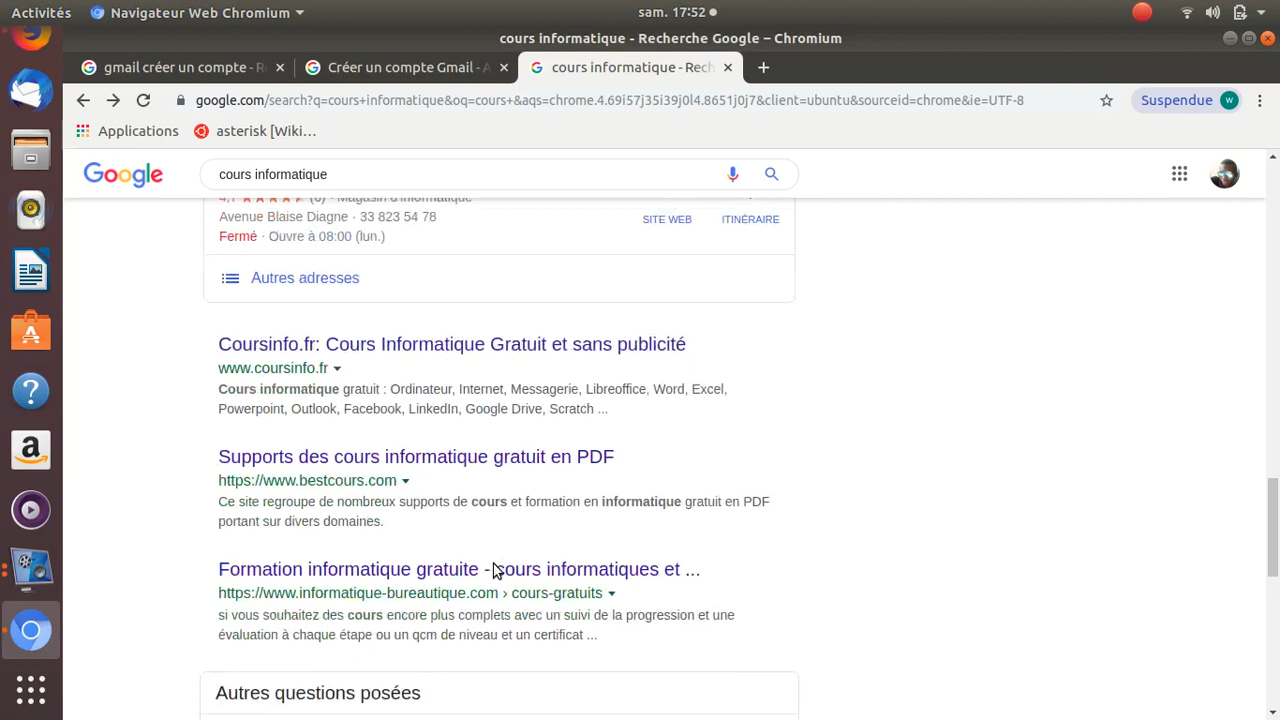 Activités Navigateur Web Chromium sam. 17:52
cours informatique - Recherche Google – Chromium
gmail créer un compte - Re Créer un compte Gmail - A cours informatique - Rech
google.com/search?q=cours+informatique&oq=cours+&aqs=chrome.4.69i57j35i39j0l4.8651j0j7&client=ubuntu&sourceid=chrome&ie=UTF-8 Suspendue W
Applications asterisk [Wiki…
Google cours informatique
4,7 (6) · Magasin d'informatique
Avenue Blaise Diagne · 33 823 54 78 SITE WEB ITINÉRAIRE
Fermé · Ouvre à 08:00 (lun.)
Autres adresses
Coursinfo.fr: Cours Informatique Gratuit et sans publicité
www.coursinfo.fr
Cours informatique gratuit : Ordinateur, Internet, Messagerie, Libreoffice, Word, Excel,
Powerpoint, Outlook, Facebook, LinkedIn, Google Drive, Scratch ...
Supports des cours informatique gratuit en PDF
https://www.bestcours.com
Ce site regroupe de nombreux supports de cours et formation en informatique gratuit en PDF
portant sur divers domaines.
Formation informatique gratuite - cours informatiques et ...
https://www.informatique-bureautique.com › cours-gratuits
si vous souhaitez des cours encore plus complets avec un suivi de la progression et une
évaluation à chaque étape ou un qcm de niveau et un certificat ...
Autres questions posées